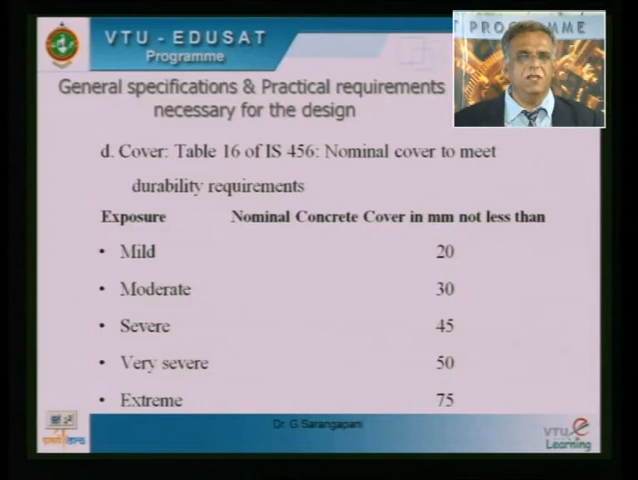 VTU - EDUSAT
Programme
T PROGRAMME
General specifications & Practical requirements
necessary for the design
d. Cover: Table 16 of IS 456: Nominal cover to meet
durability requirements
Exposure Nominal Concrete Cover in mm not less than
• Mild 20
• Moderate 30
• Severe 45
• Very severe 50
• Extreme 75
Dr. G Sarangapani
VTU e
Learning